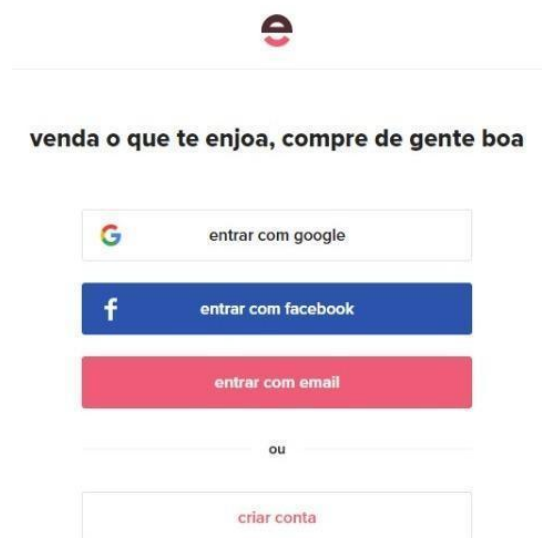 venda o que te enjoa, compre de gente boa
entrar com google
entrar com facebook
entrar com email
ou
criar conta